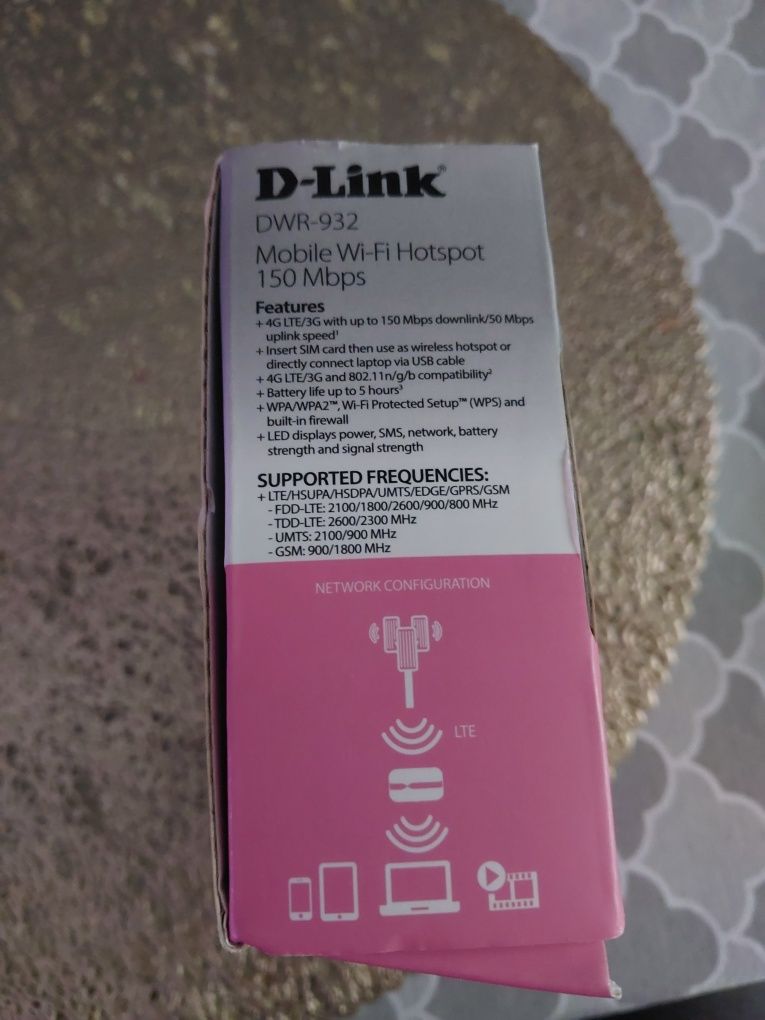 D-Link®
DWR-932
Mobile Wi-Fi Hotspot
150 Mbps
Features
+ 4G LTE/3G with up to 150 Mbps downlink/50 Mbps
uplink speed¹
+ Insert SIM card then use as wireless hotspot or
directly connect laptop via USB cable
+ 4G LTE/3G and 802.11n/g/b compatibility²
+ Battery life up to 5 hours³
+ WPA/WPA2™, Wi-Fi Protected Setup™ (WPS) and
built-in firewall
+ LED displays power, SMS, network, battery
strength and signal strength
SUPPORTED FREQUENCIES:
+ LTE/HSUPA/HSDPA/UMTS/EDGE/GPRS/GSM
- FDD-LTE: 2100/1800/2600/900/800 MHz
- TDD-LTE: 2600/2300 MHz
- UMTS: 2100/900 MHz
- GSM: 900/1800 MHz
NETWORK CONFIGURATION
LTE